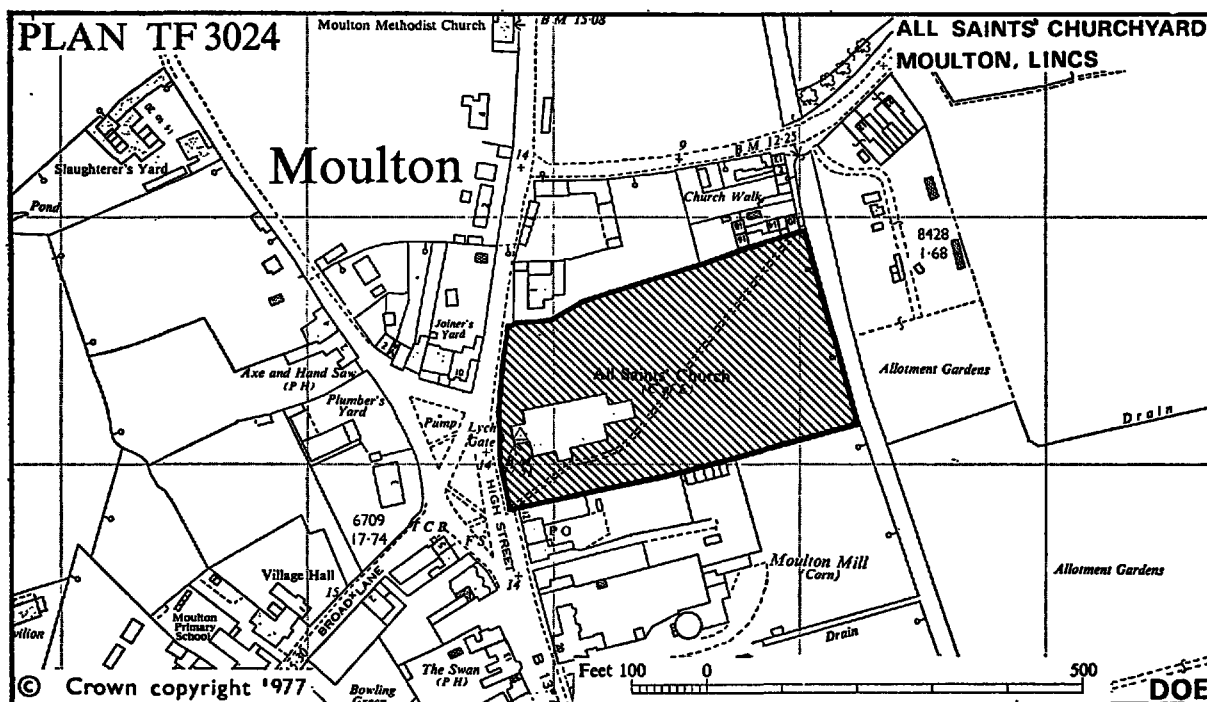 PLAN TF 3024
Moulton Methodist Church
B M 15·08
ALL SAINTS' CHURCHYARD
MOULTON, LINCS
Slaughterer's Yard
Pond
Moulton
14
9
B M 12·25
Church Walk
8428
1·68
Joiner's
Yard
Axe and Hand Saw
(P H)
Plumber's
Yard
Pump
Lych
Gate
14
All Saints' Church
Allotment Gardens
Drain
HIGH STREET
6709
17·74
T C B
P O
Moulton Mill
(Corn)
Allotment Gardens
Village Hall
15
BROAD LANE
14
Moulton
Primary
School
Drain
The Swan
(P H)
Bowling
Green
© Crown copyright 1977
Feet 100 0 500
DOE